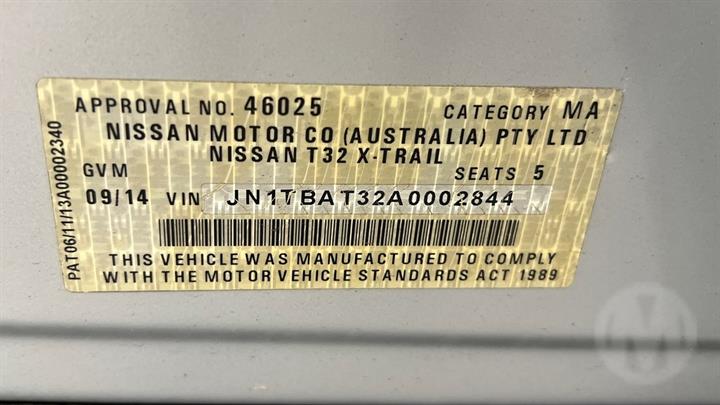 APPROVAL NO. 46025 CATEGORY MA
NISSAN MOTOR CO (AUSTRALIA) PTY LTD
NISSAN T32 X-TRAIL
GVM SEATS 5
09/14 VIN JN1TBAT32A0002844
THIS VEHICLE WAS MANUFACTURED TO COMPLY
WITH THE MOTOR VEHICLE STANDARDS ACT 1989
PAT06/11/13A00002340